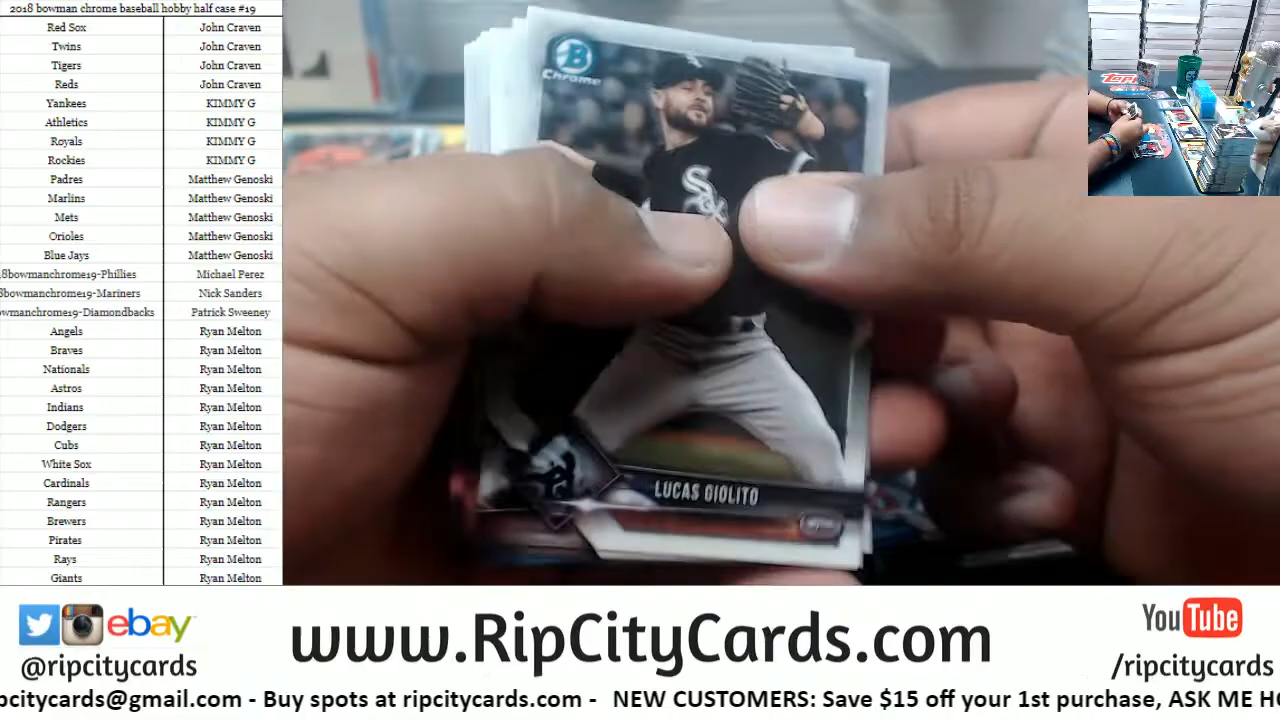 2018 bowman chrome baseball hobby half case #19
Red Sox John Craven
Twins John Craven
Tigers John Craven
Reds John Craven
Yankees KIMMY G
Athletics KIMMY G
Royals KIMMY G
Rockies KIMMY G
Padres Matthew Genoski
Marlins Matthew Genoski
Mets Matthew Genoski
Orioles Matthew Genoski
Blue Jays Matthew Genoski
8bowmanchrome19-Phillies Michael Perez
bowmanchrome19-Mariners Nick Sanders
owmanchrome19-Diamondbacks Patrick Sweeney
Angels Ryan Melton
Braves Ryan Melton
Nationals Ryan Melton
Astros Ryan Melton
Indians Ryan Melton
Dodgers Ryan Melton
Cubs Ryan Melton
White Sox Ryan Melton
Cardinals Ryan Melton
Rangers Ryan Melton
Brewers Ryan Melton
Pirates Ryan Melton
Rays Ryan Melton
Giants Ryan Melton
B
Chrome
Sox
LUCAS GIOLITO
Topps
ebay
@ripcitycards
www.RipCityCards.com
YouTube
/ripcitycards
pcitycards@gmail.com - Buy spots at ripcitycards.com - NEW CUSTOMERS: Save $15 off your 1st purchase, ASK ME HO